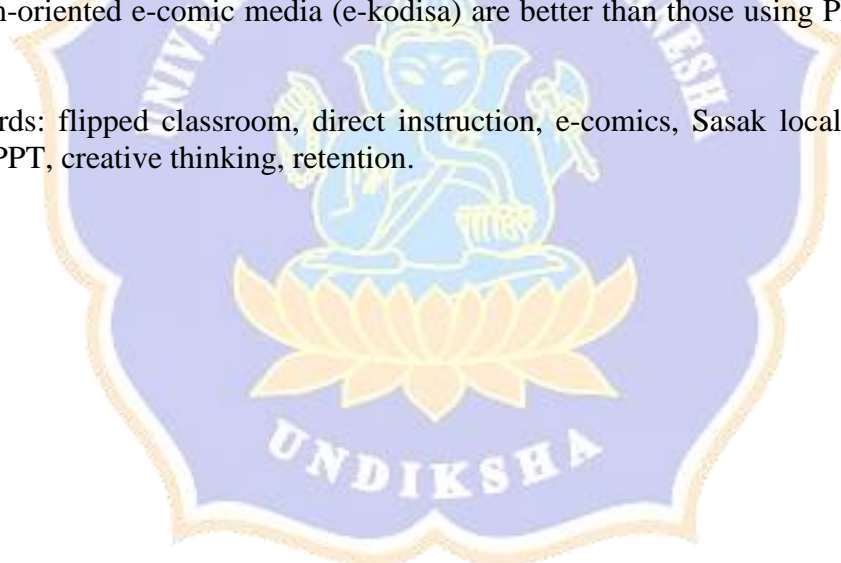 n-oriented e-comic media (e-kodisa) are better than those using P
rds: flipped classroom, direct instruction, e-comics, Sasak local
PPT, creative thinking, retention.
UNDIKSHA